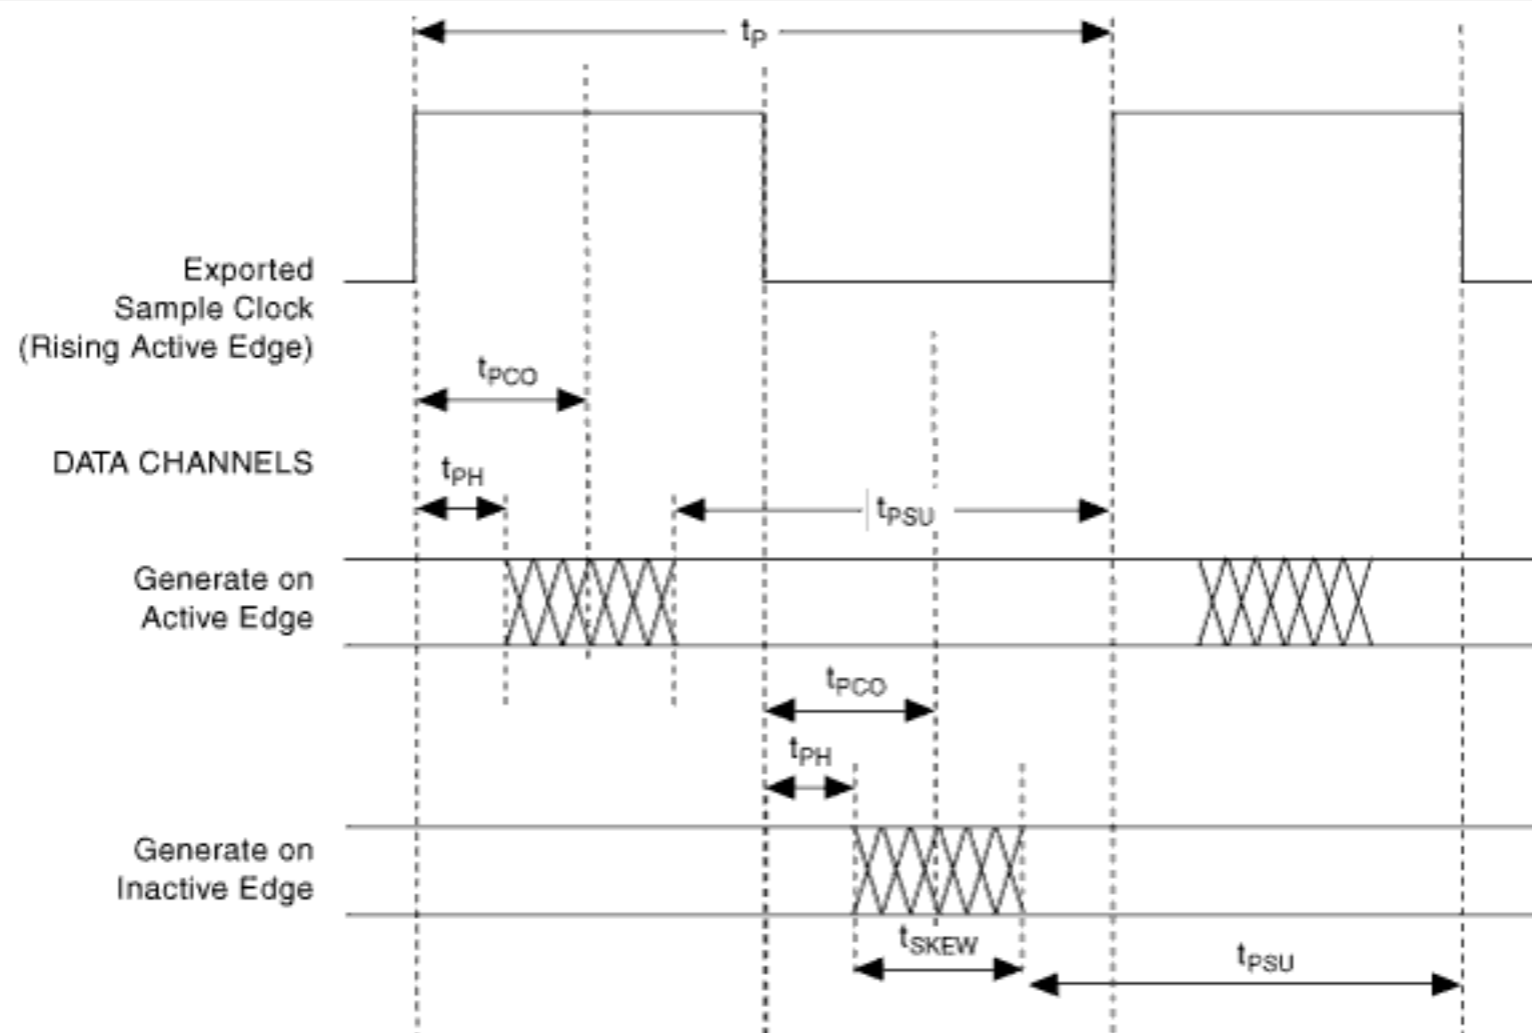 tP
Exported
Sample Clock
(Rising Active Edge)
tPCO
DATA CHANNELS
tPH
tPSU
Generate on
Active Edge
tPCO
tPH
Generate on
Inactive Edge
tSKEW
tPSU